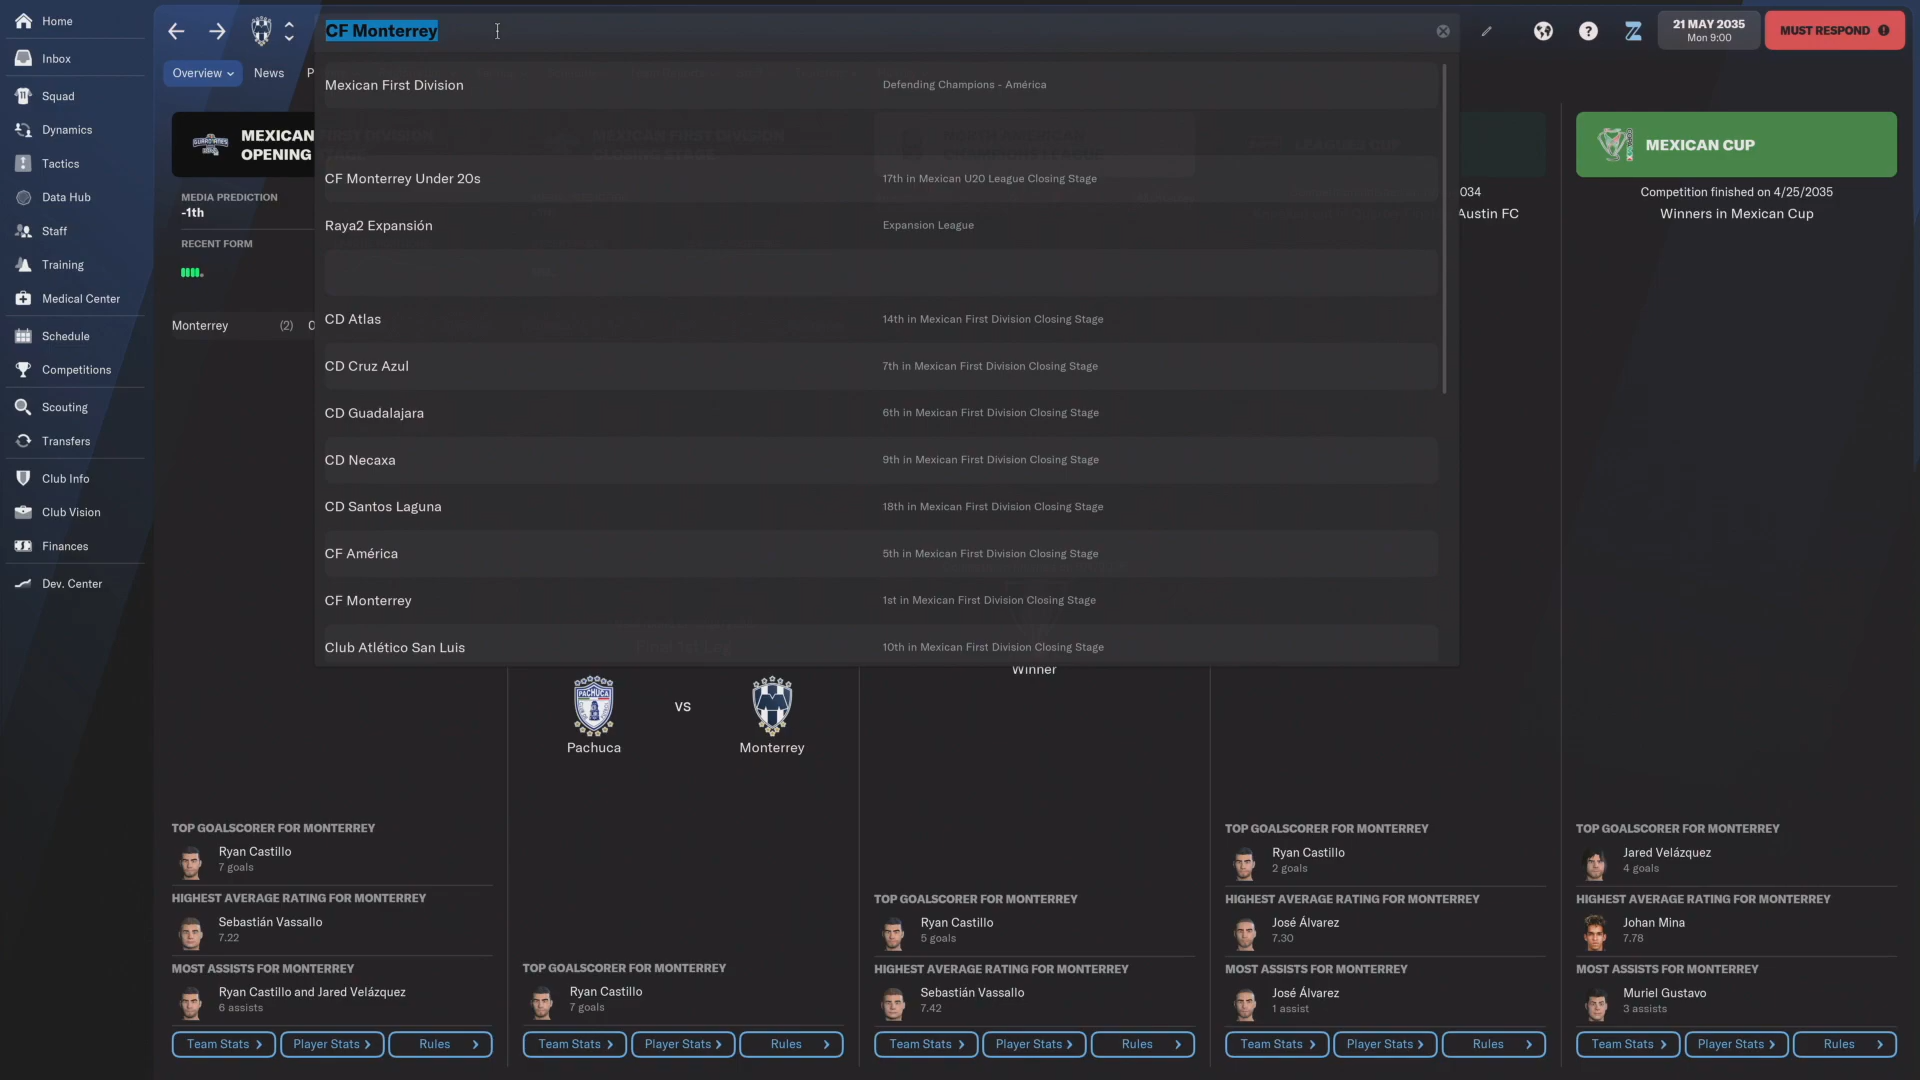 Home
Inbox
Squad
Dynamics
Tactics
Data Hub
Staff
Training
Medical Center
Schedule
Competitions
Scouting
Transfers
Club Info
Club Vision
Finances
Dev. Center
CF Monterrey
21 MAY 2035
Mon 9:00
MUST RESPOND
Overview
News
P
Mexican First Division
Defending Champions - América
CF Monterrey Under 20s
17th in Mexican U20 League Closing Stage
Raya2 Expansión
Expansion League
CD Atlas
14th in Mexican First Division Closing Stage
CD Cruz Azul
7th in Mexican First Division Closing Stage
CD Guadalajara
6th in Mexican First Division Closing Stage
CD Necaxa
9th in Mexican First Division Closing Stage
CD Santos Laguna
18th in Mexican First Division Closing Stage
CF América
5th in Mexican First Division Closing Stage
CF Monterrey
1st in Mexican First Division Closing Stage
Club Atlético San Luis
10th in Mexican First Division Closing Stage
MEXICAN FIRST DIVISION
OPENING STAGE
MEDIA PREDICTION
-1th
RECENT FORM
Monterrey (2)
TOP GOALSCORER FOR MONTERREY
Ryan Castillo
7 goals
HIGHEST AVERAGE RATING FOR MONTERREY
Sebastián Vassallo
7.22
MOST ASSISTS FOR MONTERREY
Ryan Castillo and Jared Velázquez
6 assists
Team Stats
Player Stats
Rules
MEXICAN FIRST DIVISION
CLOSING STAGE
PACHUCA
VS
Pachuca
Monterrey
TOP GOALSCORER FOR MONTERREY
Ryan Castillo
7 goals
Team Stats
Player Stats
Rules
NORTH AMERICAN
CHAMPIONS LEAGUE
Winner
TOP GOALSCORER FOR MONTERREY
Ryan Castillo
5 goals
HIGHEST AVERAGE RATING FOR MONTERREY
Sebastián Vassallo
7.42
Team Stats
Player Stats
Rules
LEAGUES CUP
034
Austin FC
TOP GOALSCORER FOR MONTERREY
Ryan Castillo
2 goals
HIGHEST AVERAGE RATING FOR MONTERREY
José Álvarez
7.30
MOST ASSISTS FOR MONTERREY
José Álvarez
1 assist
Team Stats
Player Stats
Rules
MEXICAN CUP
Competition finished on 4/25/2035
Winners in Mexican Cup
TOP GOALSCORER FOR MONTERREY
Jared Velázquez
4 goals
HIGHEST AVERAGE RATING FOR MONTERREY
Johan Mina
7.78
MOST ASSISTS FOR MONTERREY
Muriel Gustavo
3 assists
Team Stats
Player Stats
Rules